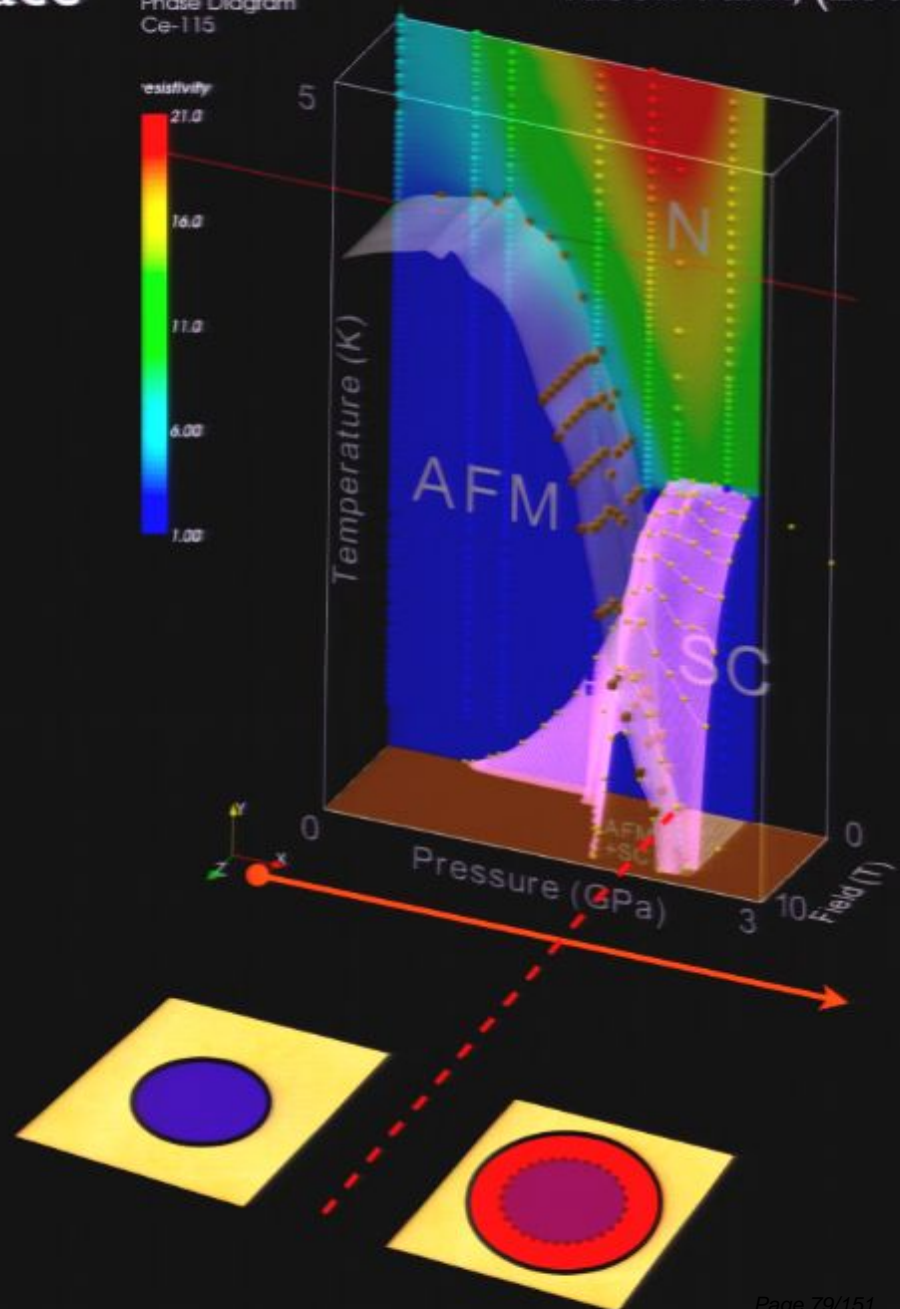 Phase Diagram
Ce-115
esistivity
21.0
16.0
11.0
6.00
1.00
5
Temperature (K)
N
AFM
SC
AFM
+SC
0
Pressure (GPa)
3
10
0
Field (T)
Y
X
Z
Page 79/151